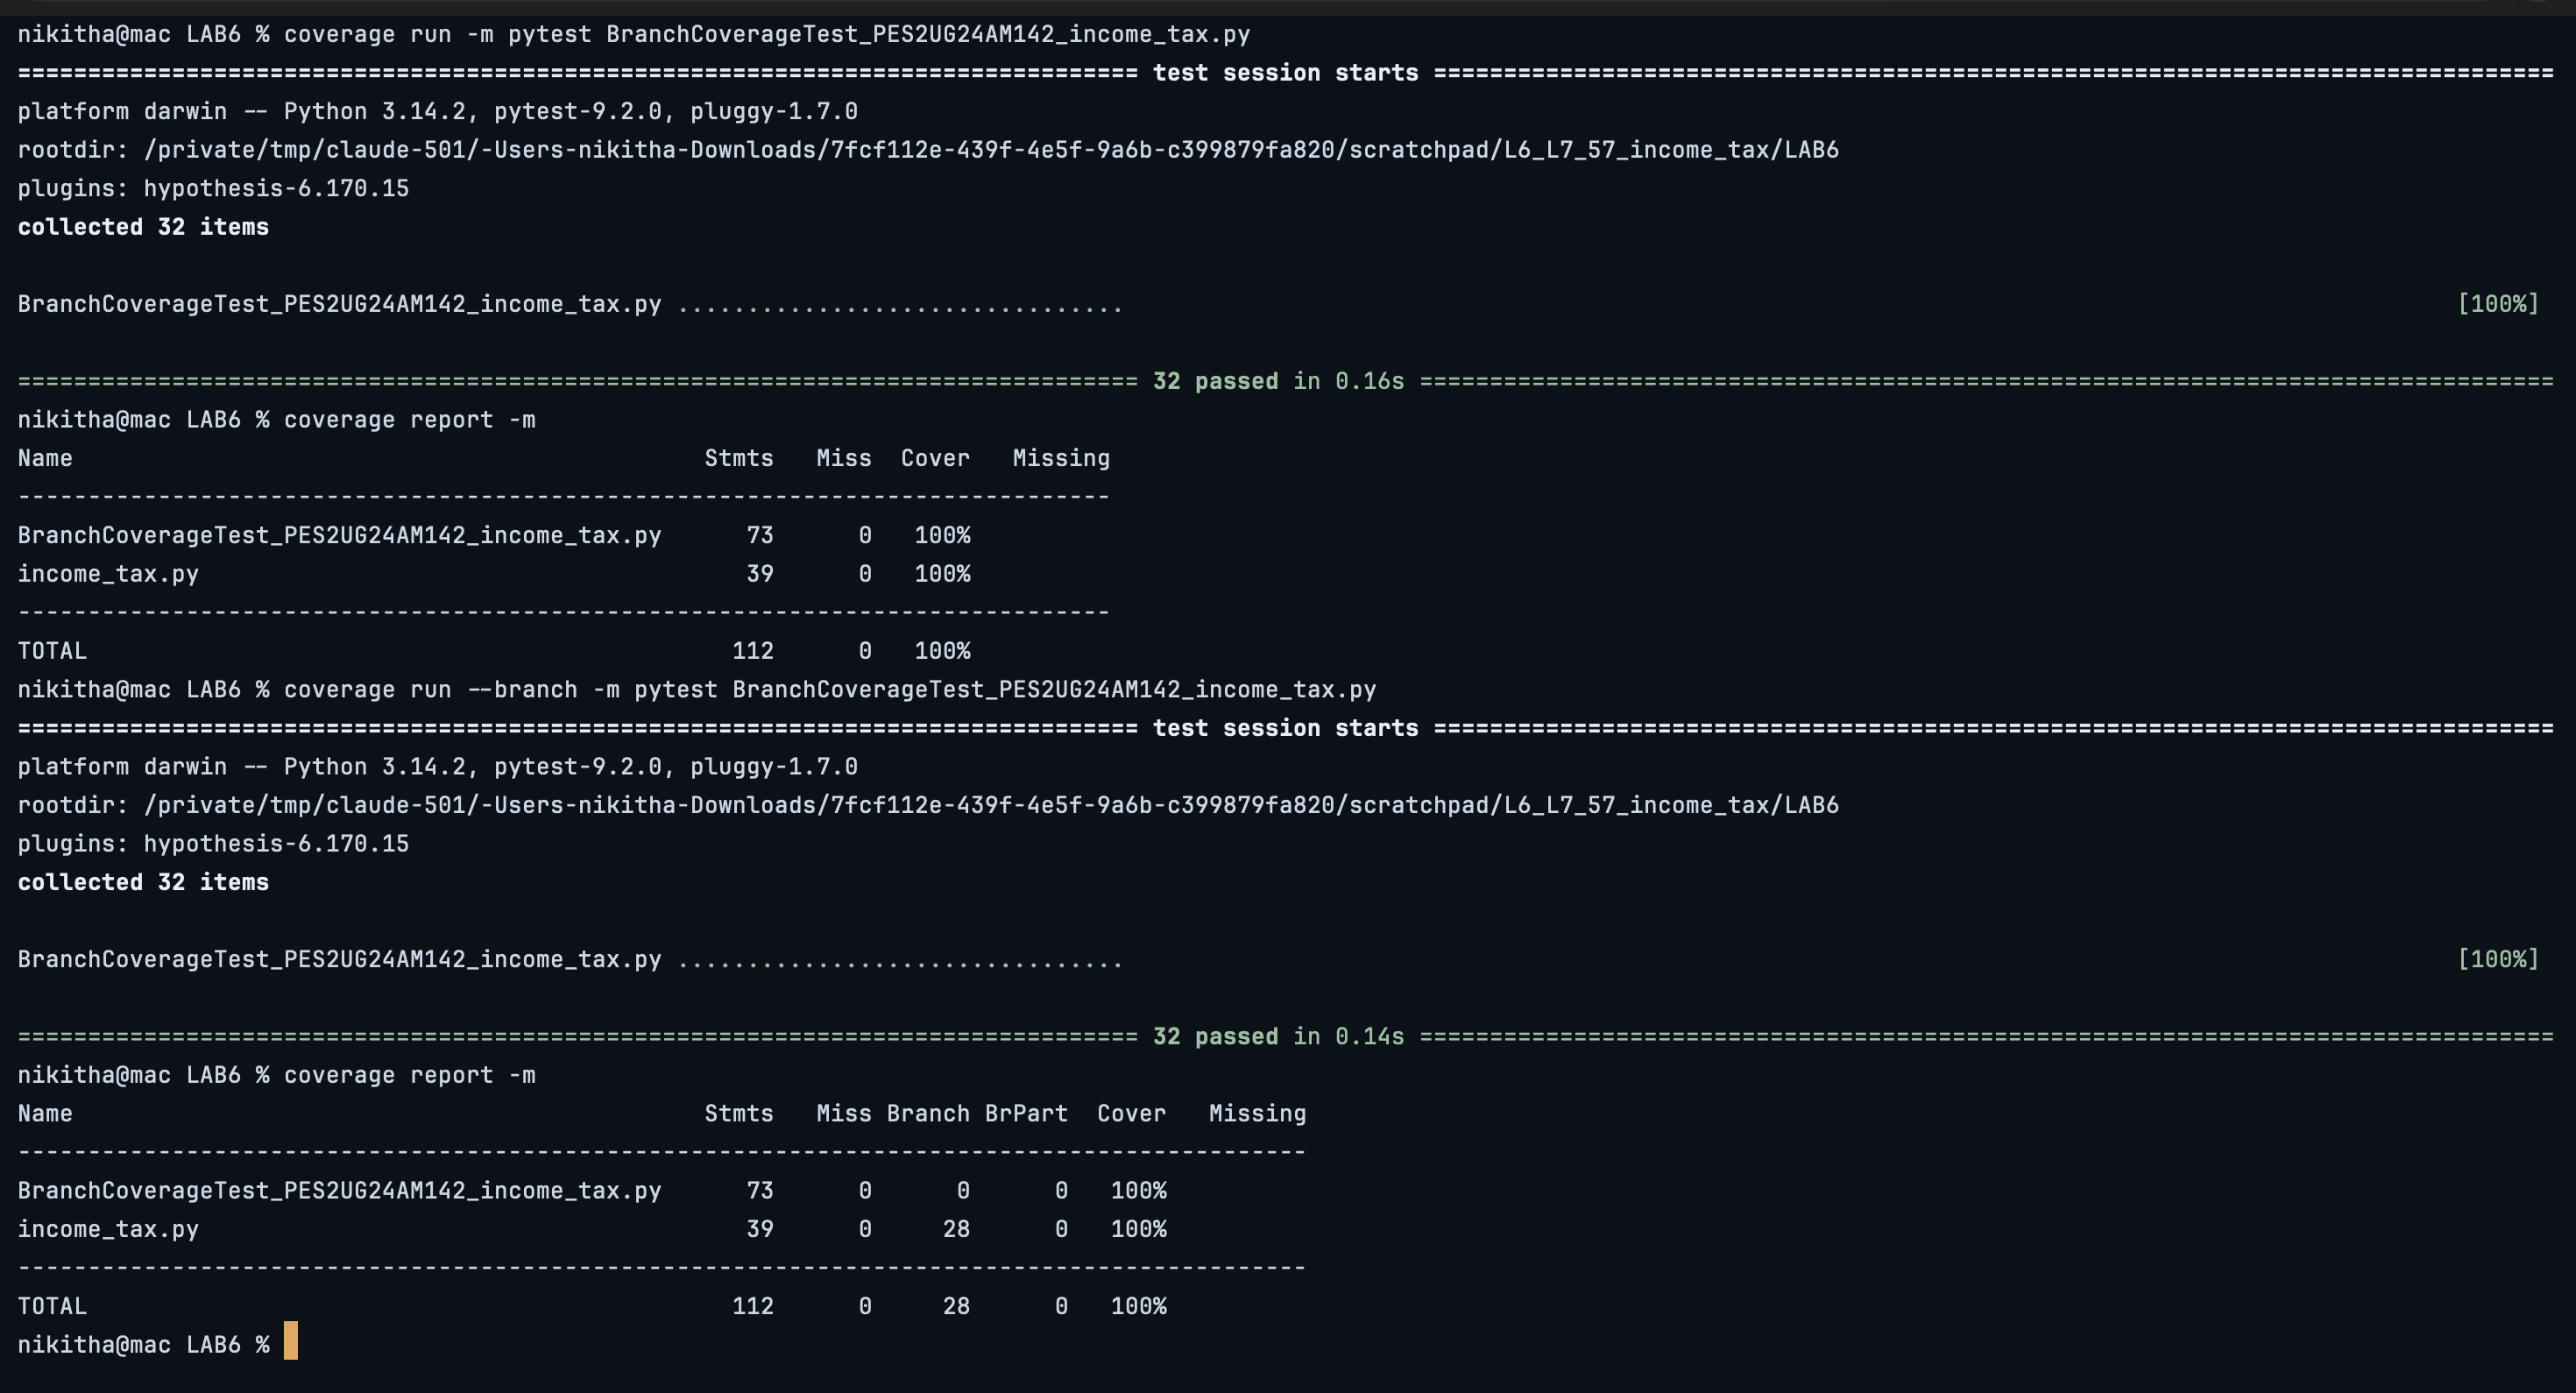 nikitha@mac LAB6 % coverage run -m pytest BranchCoverageTest_PES2UG24AM142_income_tax.py
================================================================================ test session starts ================================================================================
platform darwin -- Python 3.14.2, pytest-9.2.0, pluggy-1.7.0
rootdir: /private/tmp/claude-501/-Users-nikitha-Downloads/7fcf112e-439f-4e5f-9a6b-c399879fa820/scratchpad/L6_L7_57_income_tax/LAB6
plugins: hypothesis-6.170.15
collected 32 items
BranchCoverageTest_PES2UG24AM142_income_tax.py ................................ [100%]
================================================================================ 32 passed in 0.16s =================================================================================
nikitha@mac LAB6 % coverage report -m
Name                                             Stmts   Miss  Cover   Missing
------------------------------------------------------------------------------
BranchCoverageTest_PES2UG24AM142_income_tax.py      73      0   100%
income_tax.py                                       39      0   100%
------------------------------------------------------------------------------
TOTAL                                              112      0   100%
nikitha@mac LAB6 % coverage run --branch -m pytest BranchCoverageTest_PES2UG24AM142_income_tax.py
================================================================================ test session starts ================================================================================
platform darwin -- Python 3.14.2, pytest-9.2.0, pluggy-1.7.0
rootdir: /private/tmp/claude-501/-Users-nikitha-Downloads/7fcf112e-439f-4e5f-9a6b-c399879fa820/scratchpad/L6_L7_57_income_tax/LAB6
plugins: hypothesis-6.170.15
collected 32 items
BranchCoverageTest_PES2UG24AM142_income_tax.py ................................ [100%]
================================================================================ 32 passed in 0.14s =================================================================================
nikitha@mac LAB6 % coverage report -m
Name                                             Stmts   Miss Branch BrPart  Cover   Missing
--------------------------------------------------------------------------------------------
BranchCoverageTest_PES2UG24AM142_income_tax.py      73      0      0      0   100%
income_tax.py                                       39      0     28      0   100%
--------------------------------------------------------------------------------------------
TOTAL                                              112      0     28      0   100%
nikitha@mac LAB6 %